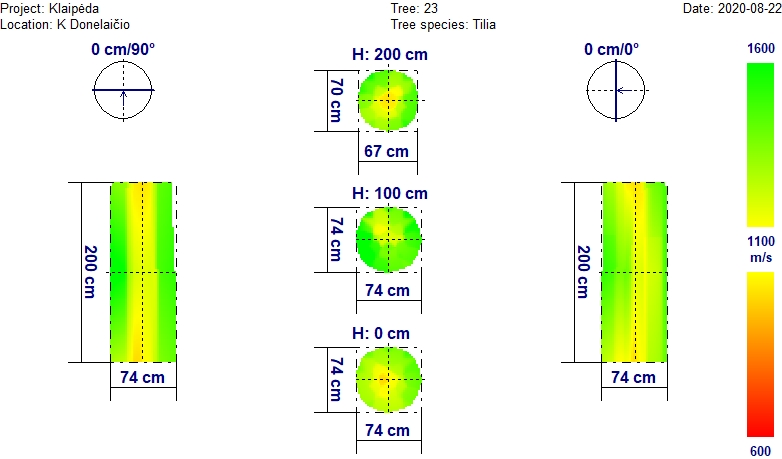 Project: Klaipėda
Tree: 23
Date: 2020-08-22
Location: K Donelaičio
Tree species: Tilia
0 cm/90°
H: 200 cm
0 cm/0°
1600
70 cm
67 cm
H: 100 cm
74 cm
74 cm
200 cm
200 cm
1100
m/s
H: 0 cm
74 cm
74 cm
74 cm
74 cm
600